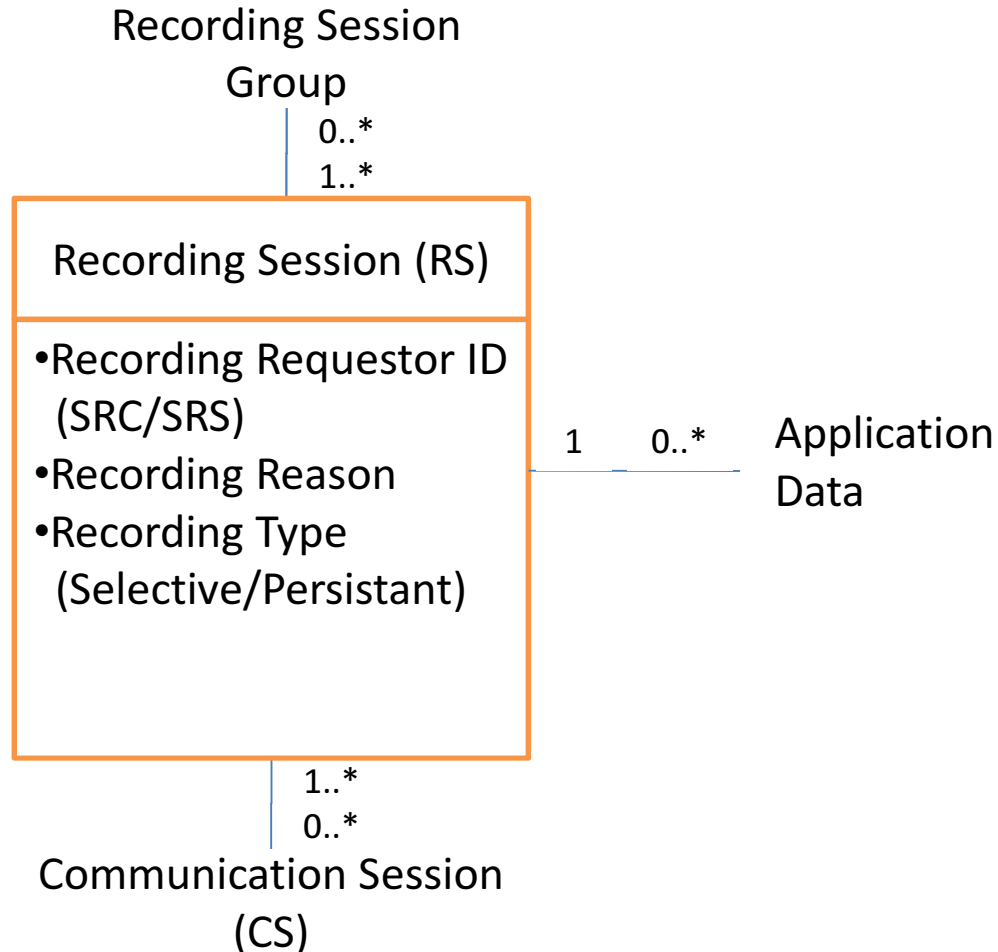 Recording Session
Group
0..*
1..*
Recording Session (RS)
•Recording Requestor ID
(SRC/SRS)
•Recording Reason
•Recording Type
(Selective/Persistant)
1
0..*
Application
Data
1..*
0..*
Communication Session
(CS)